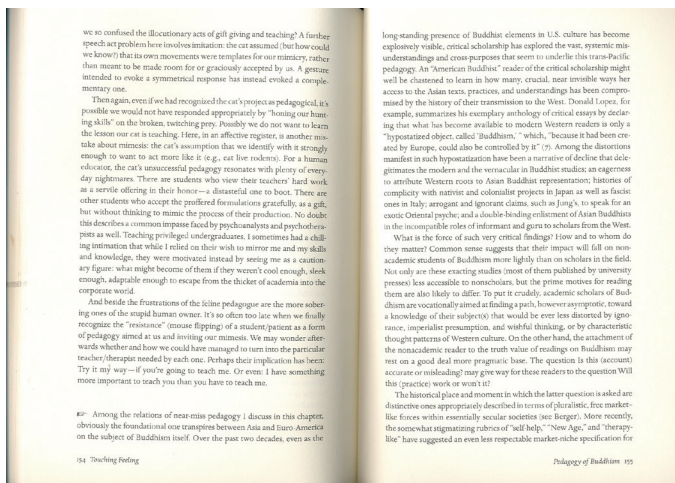 we so confused the illocutionary acts of gift giving and teaching? A further
speech act problem here involves imitation: the cat assumed (but how could
we know?) that its own movements were templates for our mimicry, rather
than meant to be made room for or graciously accepted by us. A gesture
intended to evoke a symmetrical response has instead evoked a comple-
mentary one.
Then again, even if we had recognized the cat's project as pedagogical, it's
possible we would not have responded appropriately by "honing our hunt-
ing skills" on the broken, twitching prey. Possibly we do not want to learn
the lesson our cat is teaching. Here, in an affective register, is another mis-
take about mimesis: the cat's assumption that we identify with it strongly
enough to want to act more like it (e.g., eat live rodents). For a human
educator, the cat's unsuccessful pedagogy resonates with plenty of every-
day nightmares. There are students who view their teachers' hard work
as a servile offering in their honor—a distasteful one to boot. There are
other students who accept the proffered formulations gratefully, as a gift,
but without thinking to mime the process of their production. No doubt
this describes a common impasse faced by psychoanalysts and psychothera-
pists as well. Teaching privileged undergraduates, I sometimes had a chill-
ing intimation that while I relied on their wish to mirror me and my skills
and knowledge, they were motivated instead by seeing me as a caution-
ary figure: what might become of them if they weren't cool enough, sleek
enough, adaptable enough to escape from the thicket of academia into the
corporate world.
And beside the frustrations of the feline pedagogue are the more sober-
ing ones of the stupid human owner. It's so often too late when we finally
recognize the "resistance" (mouse flipping) of a student/patient as a form
of pedagogy aimed at us and inviting our mimesis. We may wonder after-
wards whether and how we could have managed to turn into the particular
teacher/therapist needed by each one. Perhaps their implication has been:
Try it my way—if you're going to teach me. Or even: I have something
more important to teach you than you have to teach me.
☞ Among the relations of near-miss pedagogy I discuss in this chapter,
obviously the foundational one transpires between Asia and Euro-America
on the subject of Buddhism itself. Over the past two decades, even as the
154 Touching Feeling
long-standing presence of Buddhist elements in U.S. culture has become
explosively visible, critical scholarship has explored the vast, systemic mis-
understandings and cross-purposes that seem to underlie this trans-Pacific
pedagogy. An "American Buddhist" reader of the critical scholarship might
well be chastened to learn in how many, crucial, near invisible ways her
access to the Asian texts, practices, and understandings has been compro-
mised by the history of their transmission to the West. Donald Lopez, for
example, summarizes his exemplary anthology of critical essays by declar-
ing that what has become available to modern Western readers is only a
"hypostatized object, called 'Buddhism,' " which, "because it had been cre-
ated by Europe, could also be controlled by it" (7). Among the distortions
manifest in such hypostatization have been a narrative of decline that dele-
gitimates the modern and the vernacular in Buddhist studies; an eagerness
to attribute Western roots to Asian Buddhist representation; histories of
complicity with nativist and colonialist projects in Japan as well as fascist
ones in Italy; arrogant and ignorant claims, such as Jung's, to speak for an
exotic Oriental psyche; and a double-binding enlistment of Asian Buddhists
in the incompatible roles of informant and guru to scholars from the West.
What is the force of such very critical findings? How and to whom do
they matter? Common sense suggests that their impact will fall on non-
academic students of Buddhism more lightly than on scholars in the field.
Not only are these exacting studies (most of them published by university
presses) less accessible to nonscholars, but the prime motives for reading
them are also likely to differ. To put it crudely, academic scholars of Bud-
dhism are vocationally aimed at finding a path, however asymptotic, toward
a knowledge of their subject(s) that would be ever less distorted by igno-
rance, imperialist presumption, and wishful thinking, or by characteristic
thought patterns of Western culture. On the other hand, the attachment of
the nonacademic reader to the truth value of readings on Buddhism may
rest on a good deal more pragmatic base. The question Is this (account)
accurate or misleading? may give way for these readers to the question Will
this (practice) work or won't it?
The historical place and moment in which the latter question is asked are
distinctive ones appropriately described in terms of pluralistic, free market-
like forces within essentially secular societies (see Berger). More recently,
the somewhat stigmatizing rubrics of "self-help," "New Age," and "therapy-
like" have suggested an even less respectable market-niche specification for
Pedagogy of Buddhism 155